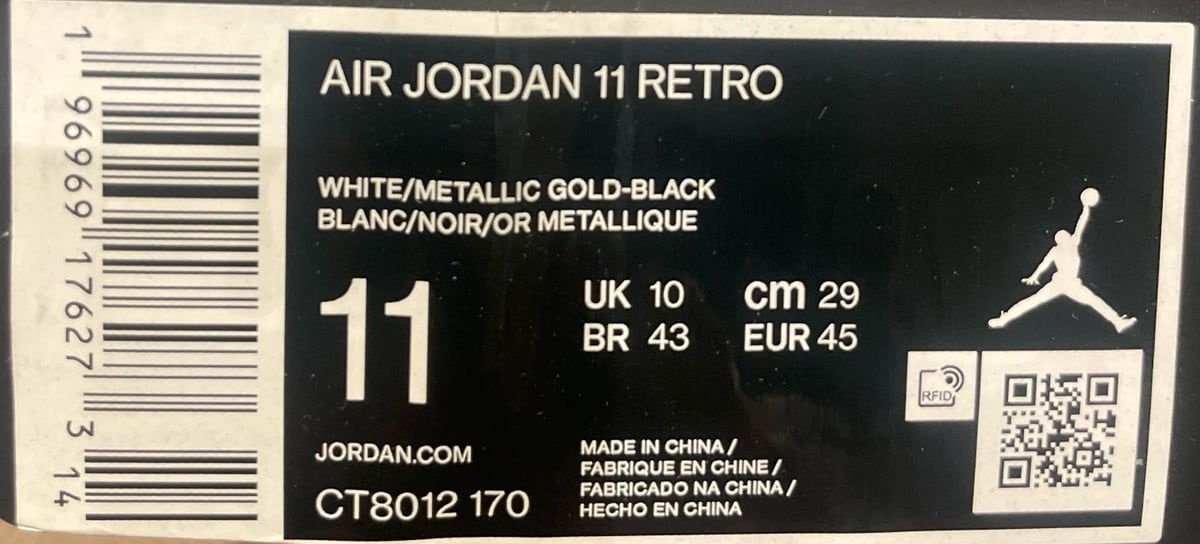 1 96969 17627 3 14
AIR JORDAN 11 RETRO
WHITE/METALLIC GOLD-BLACK
BLANC/NOIR/OR METALLIQUE
11
UK 10 cm 29
BR 43 EUR 45
RFID
JORDAN.COM
CT8012 170
MADE IN CHINA /
FABRIQUE EN CHINE /
FABRICADO NA CHINA /
HECHO EN CHINA